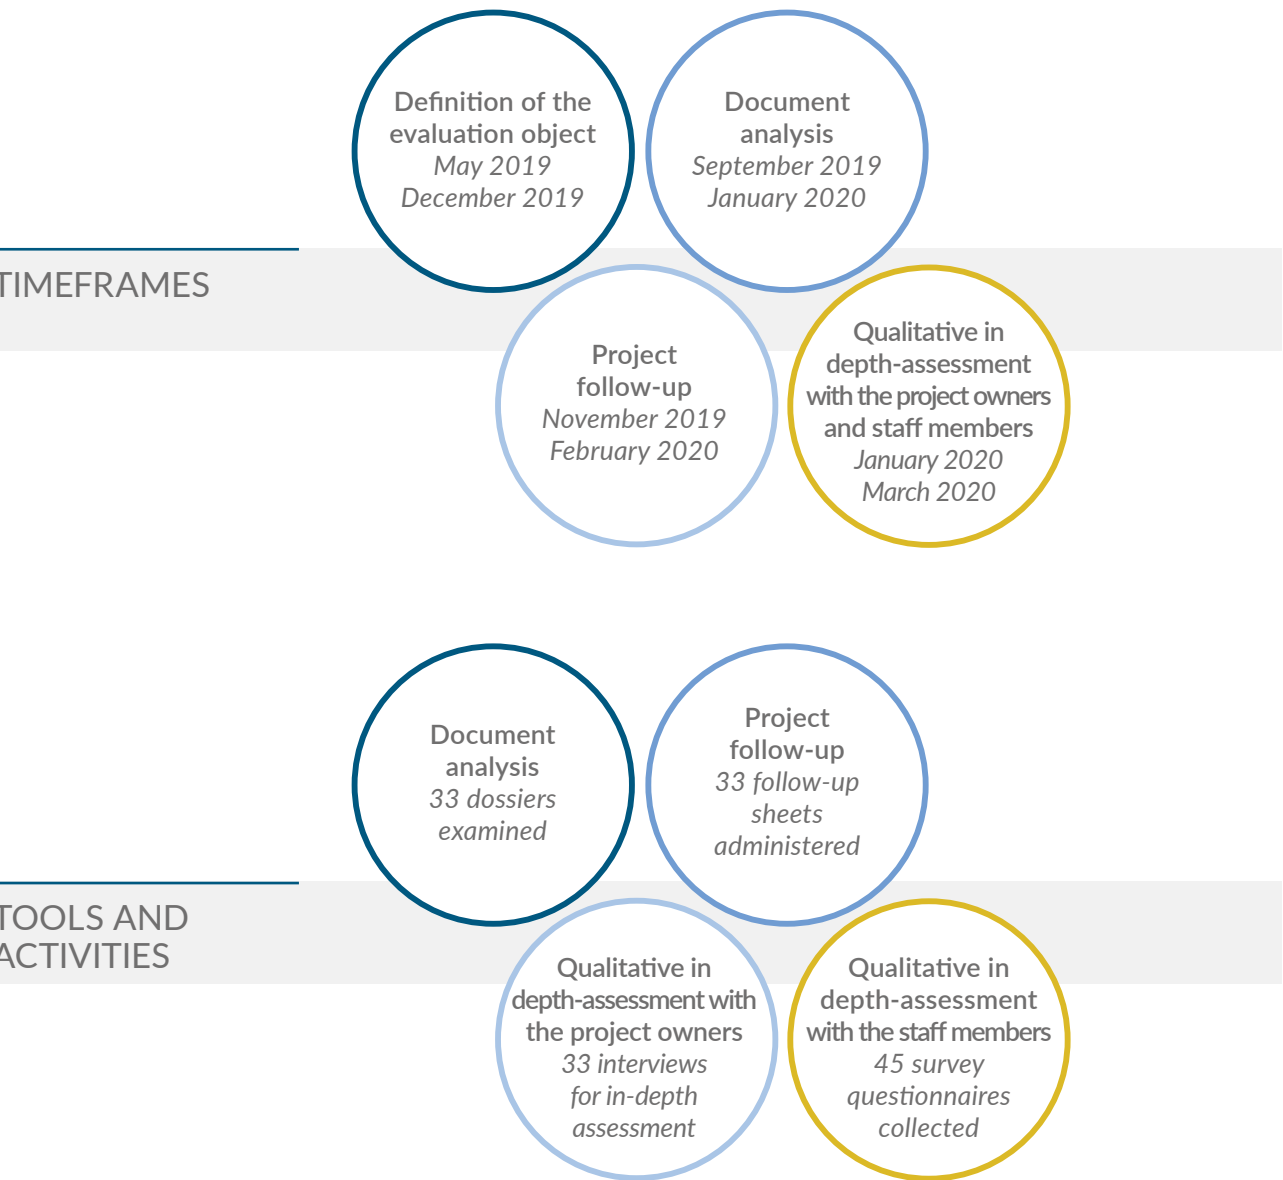 Definition of the
evaluation object
May 2019
December 2019
Document
analysis
September 2019
January 2020
TIMEFRAMES
Project
follow-up
November 2019
February 2020
Qualitative in
depth-assessment
with the project owners
and staff members
January 2020
March 2020
Document
analysis
33 dossiers
examined
Project
follow-up
33 follow-up
sheets
administered
TOOLS AND
ACTIVITIES
Qualitative in
depth-assessment with
the project owners
33 interviews
for in-depth
assessment
Qualitative in
depth-assessment
with the staff members
45 survey
questionnaires
collected